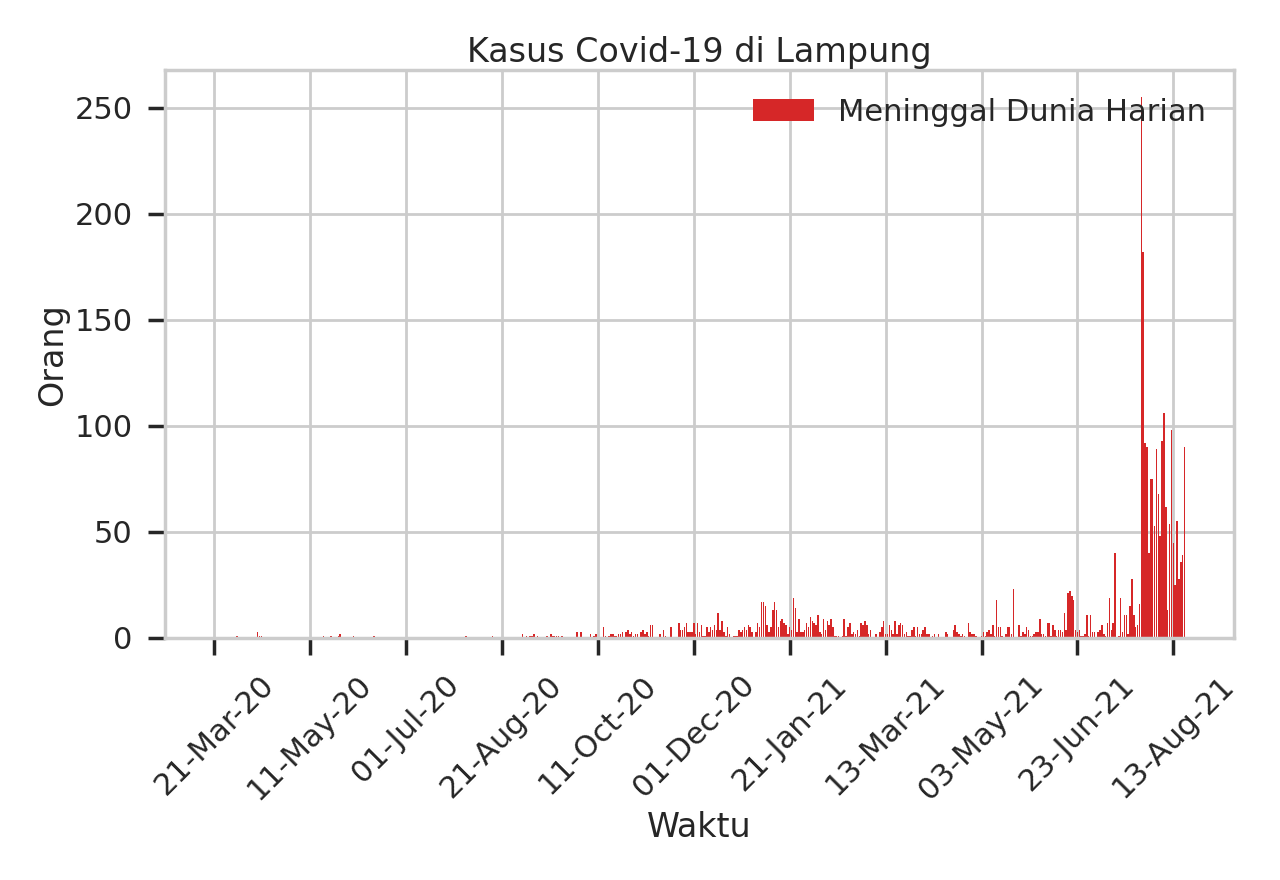 Kasus Covid-19 di Lampung
Meninggal Dunia Harian
Orang
250
200
150
100
50
0
21-Mar-20
11-May-20
01-Jul-20
21-Aug-20
11-Oct-20
01-Dec-20
21-Jan-21
13-Mar-21
03-May-21
23-Jun-21
13-Aug-21
Waktu